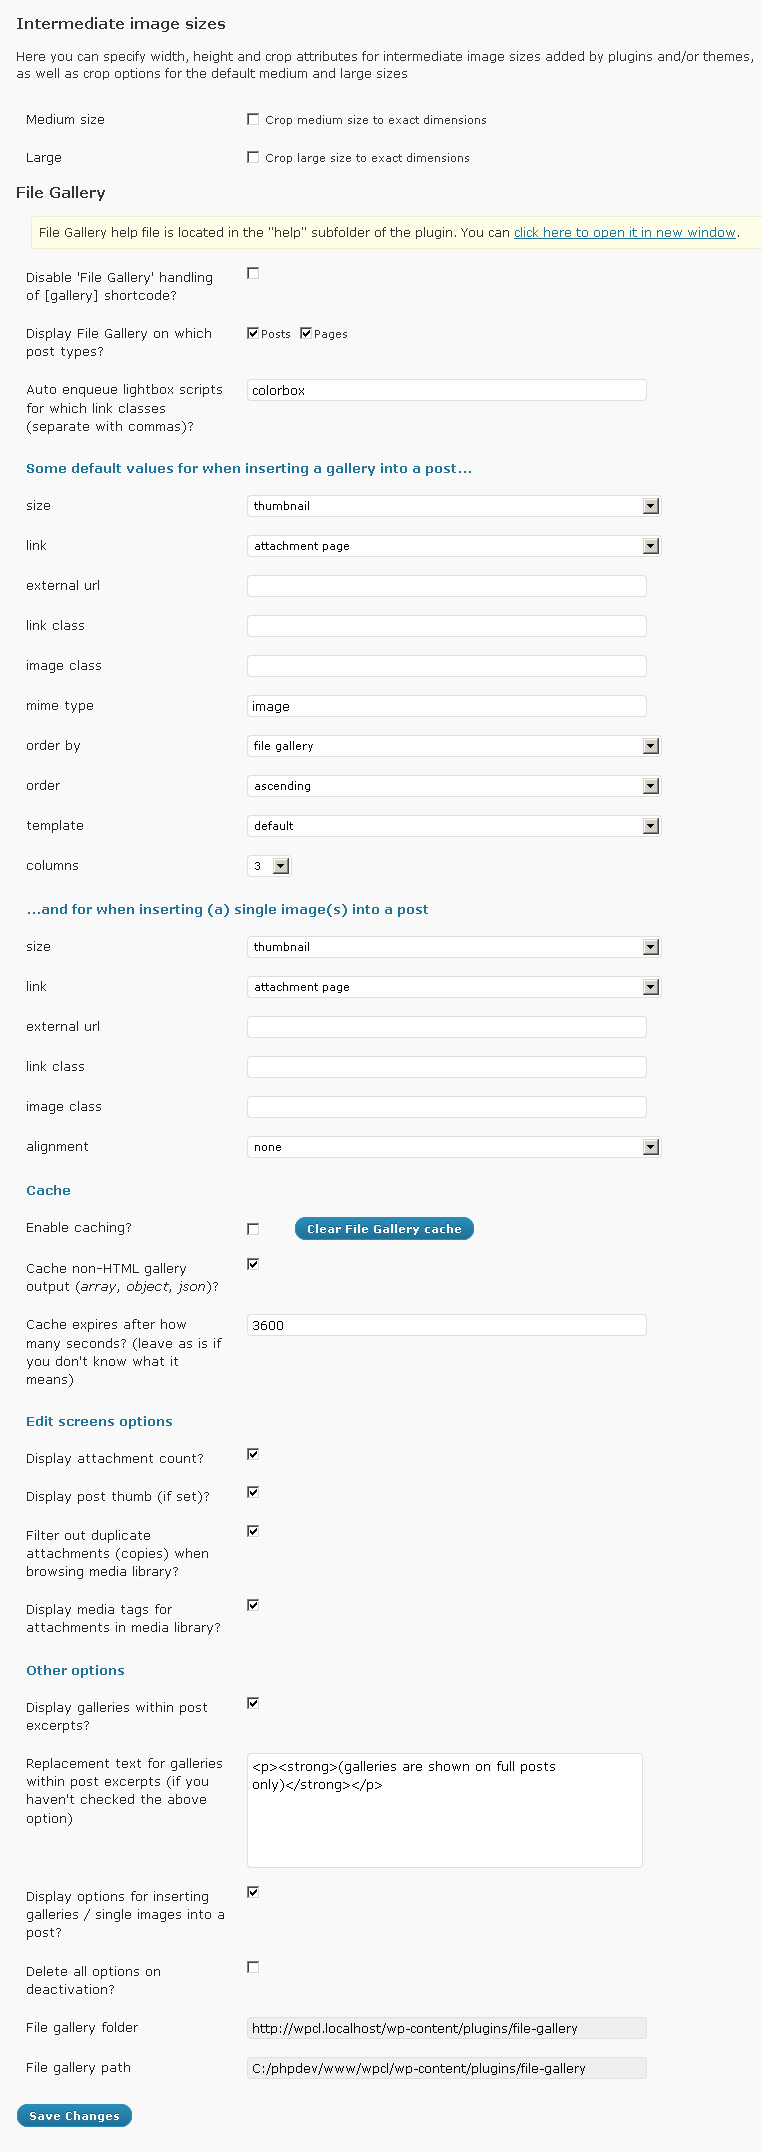 Intermediate image sizes
Here you can specify width, height and crop attributes for intermediate image sizes added by plugins and/or themes,
as well as crop options for the default medium and large sizes
Medium size
Crop medium size to exact dimensions
Large
Crop large size to exact dimensions
File Gallery
File Gallery help file is located in the "help" subfolder of the plugin. You can click here to open it in new window.
Disable 'File Gallery' handling
of [gallery] shortcode?
Display File Gallery on which
post types?
Posts Pages
Auto enqueue lightbox scripts
for which link classes
(separate with commas)?
colorbox
Some default values for when inserting a gallery into a post...
size
thumbnail
link
attachment page
external url
link class
image class
mime type
image
order by
file gallery
order
ascending
template
default
columns
3
...and for when inserting (a) single image(s) into a post
size
thumbnail
link
attachment page
external url
link class
image class
alignment
none
Cache
Enable caching?
Clear File Gallery cache
Cache non-HTML gallery
output (array, object, json)?
Cache expires after how
many seconds? (leave as is if
you don't know what it
means)
3600
Edit screens options
Display attachment count?
Display post thumb (if set)?
Filter out duplicate
attachments (copies) when
browsing media library?
Display media tags for
attachments in media library?
Other options
Display galleries within post
excerpts?
Replacement text for galleries
within post excerpts (if you
haven't checked the above
option)
<p><strong>(galleries are shown on full posts
only)</strong></p>
Display options for inserting
galleries / single images into a
post?
Delete all options on
deactivation?
File gallery folder
http://wpcl.localhost/wp-content/plugins/file-gallery
File gallery path
C:/phpdev/www/wpcl/wp-content/plugins/file-gallery
Save Changes